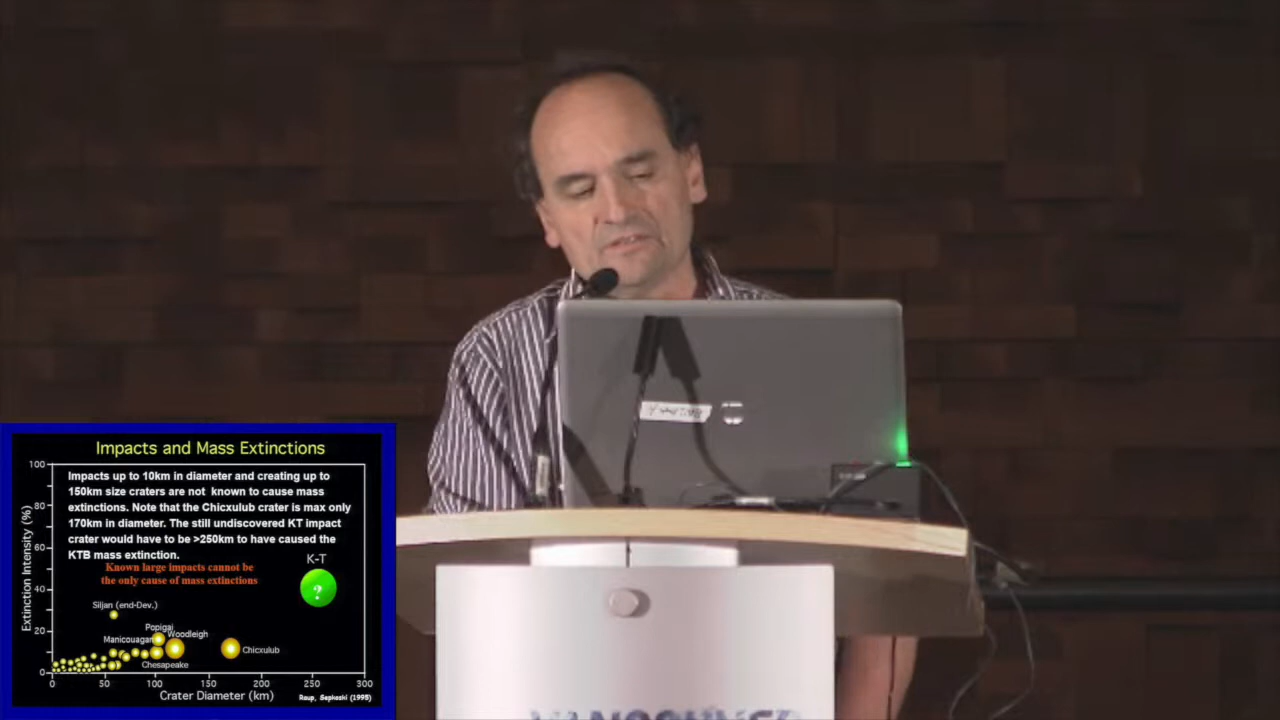 Impacts and Mass Extinctions
Impacts up to 10km in diameter and creating up to
150km size craters are not known to cause mass
extinctions. Note that the Chicxulub crater is max only
170km in diameter. The still undiscovered KT impact
crater would have to be >250km to have caused the
KTB mass extinction.
Known large impacts cannot be
the only cause of mass extinctions
K-T
?
Siljan (end-Dev.)
Popigai
Manicouagan
Woodleigh
Chicxulub
Chesapeake
Extinction Intensity (%)
100
80
60
40
20
0
0 50 100 150 200 250 300
Crater Diameter (km)
Raup, Sepkoski (1995)